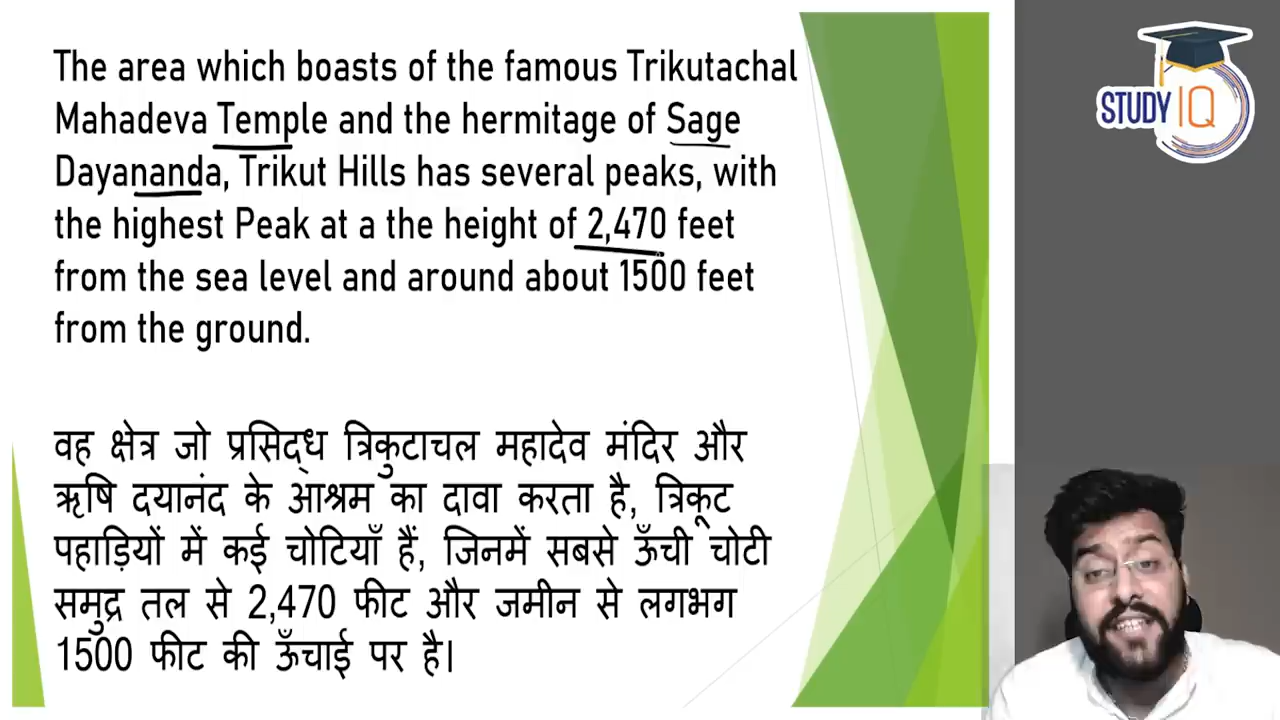 The area which boasts of the famous Trikutachal
Mahadeva Temple and the hermitage of Sage
Dayananda, Trikut Hills has several peaks, with
the highest Peak at a the height of 2,470 feet
from the sea level and around about 1500 feet
from the ground.
वह क्षेत्र जो प्रसिद्ध त्रिकुटाचल महादेव मंदिर और
ऋषि दयानंद के आश्रम का दावा करता है, त्रिकूट
पहाड़ियों में कई चोटियाँ हैं, जिनमें सबसे ऊँची चोटी
समुद्र तल से 2,470 फीट और जमीन से लगभग
1500 फीट की ऊँचाई पर है।
STUDY IQ